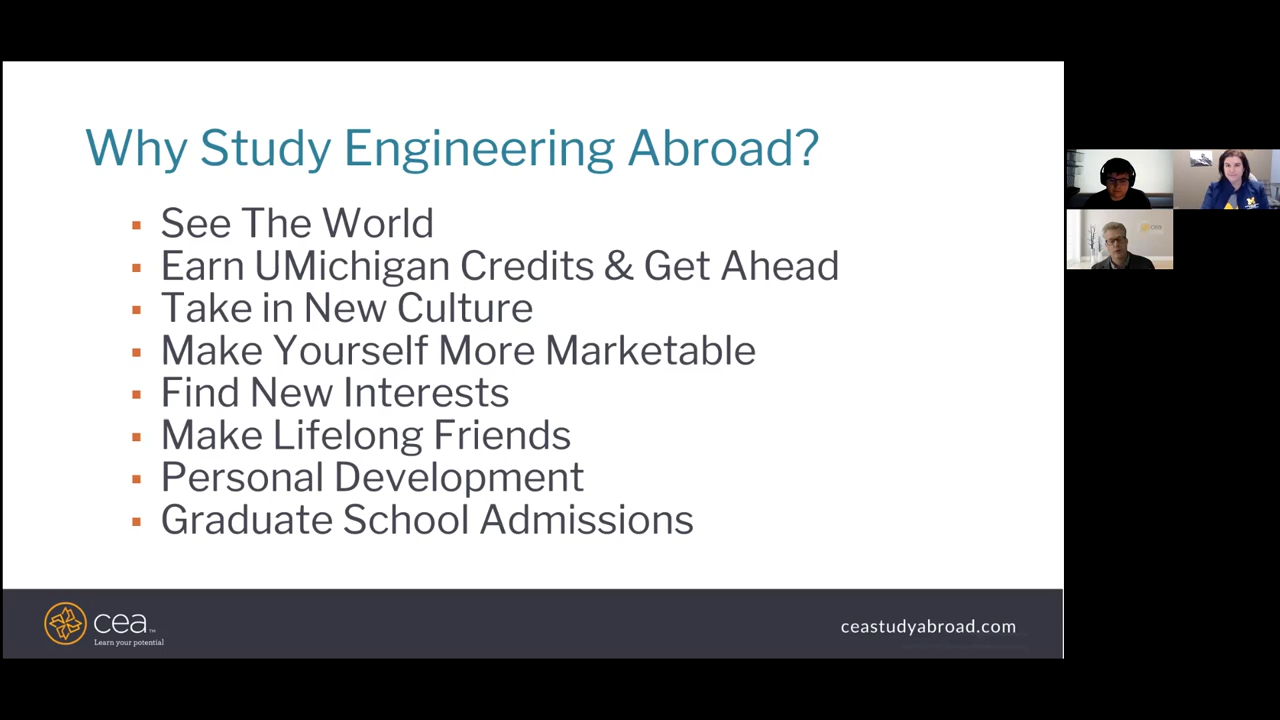 Why Study Engineering Abroad?
▪ See The World
▪ Earn UMichigan Credits & Get Ahead
▪ Take in New Culture
▪ Make Yourself More Marketable
▪ Find New Interests
▪ Make Lifelong Friends
▪ Personal Development
▪ Graduate School Admissions
cea™
Learn your potential
ceastudyabroad.com
M
cea